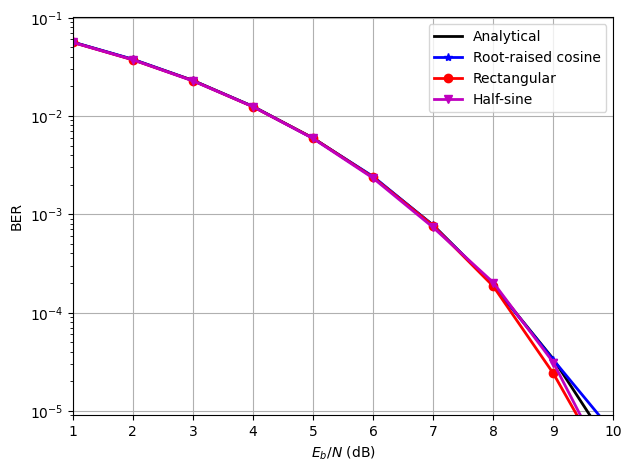 10⁻¹
10⁻²
10⁻³
10⁻⁴
10⁻⁵
BER
Analytical
Root-raised cosine
Rectangular
Half-sine
1 2 3 4 5 6 7 8 9 10
E_b/N (dB)